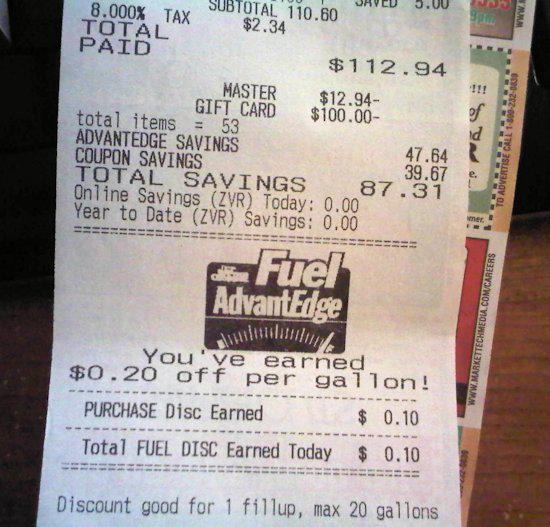 SUBTOTAL 110.60
SAVED 5.00
8.000% TAX $2.34
TOTAL
PAID
$112.94
MASTER $12.94-
GIFT CARD $100.00-
total items = 53
ADVANTEDGE SAVINGS 47.64
COUPON SAVINGS 39.67
TOTAL SAVINGS 87.31
Online Savings (ZVR) Today: 0.00
Year to Date (ZVR) Savings: 0.00
Fuel
AdvantEdge
You've earned
$0.20 off per gallon!
PURCHASE Disc Earned $ 0.10
Total FUEL DISC Earned Today $ 0.10
Discount good for 1 fillup, max 20 gallons
9pm
TO ADVERTISE CALL 1-800-232-0039
WWW.MARKETTECHMEDIA.COM/CAREERS